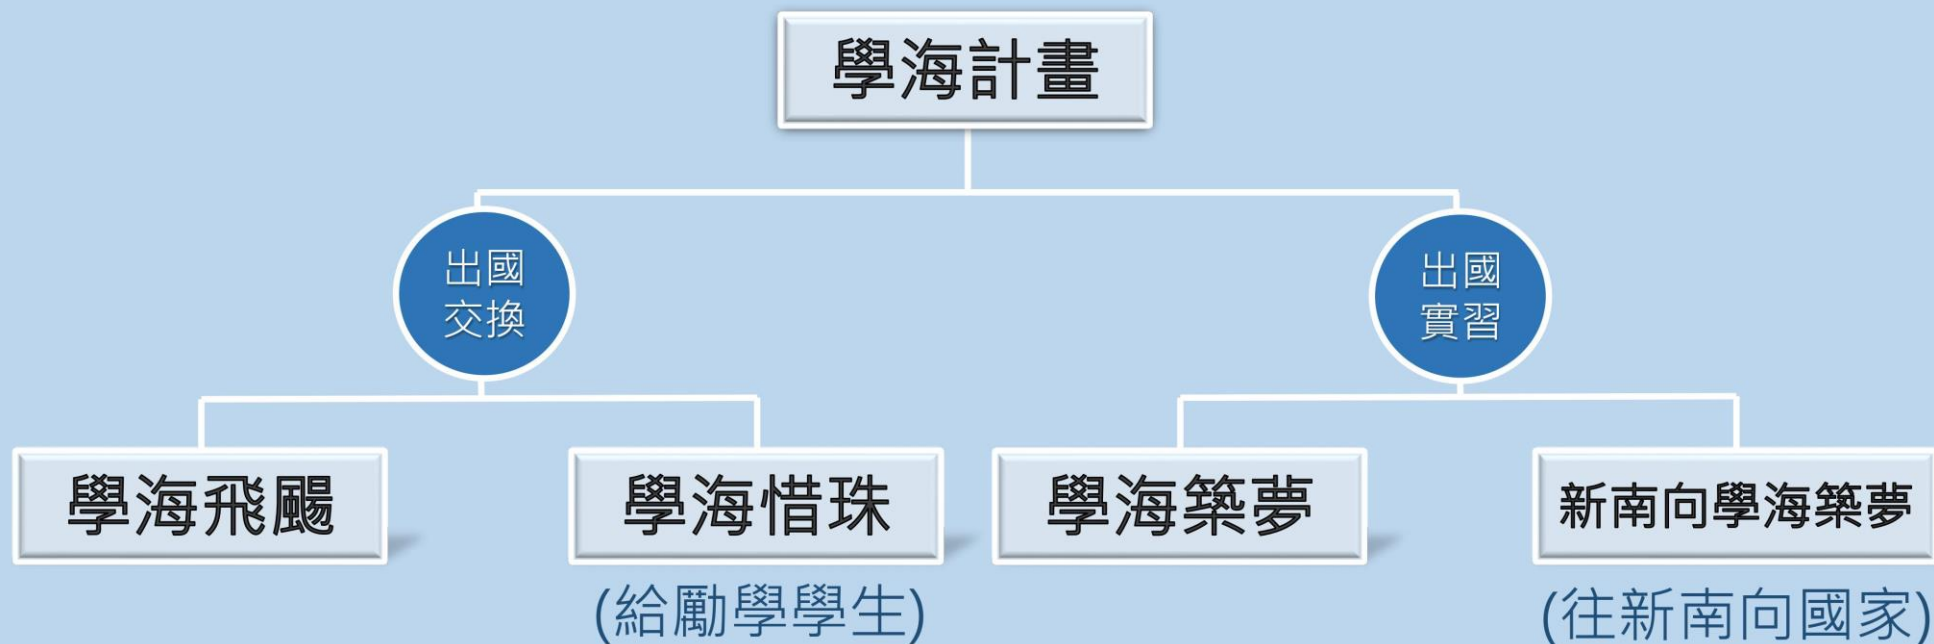 學海計畫
出國
交換
出國
實習
學海飛颺
學海惜珠
學海築夢
新南向學海築夢
(給勵學學生)
(往新南向國家)